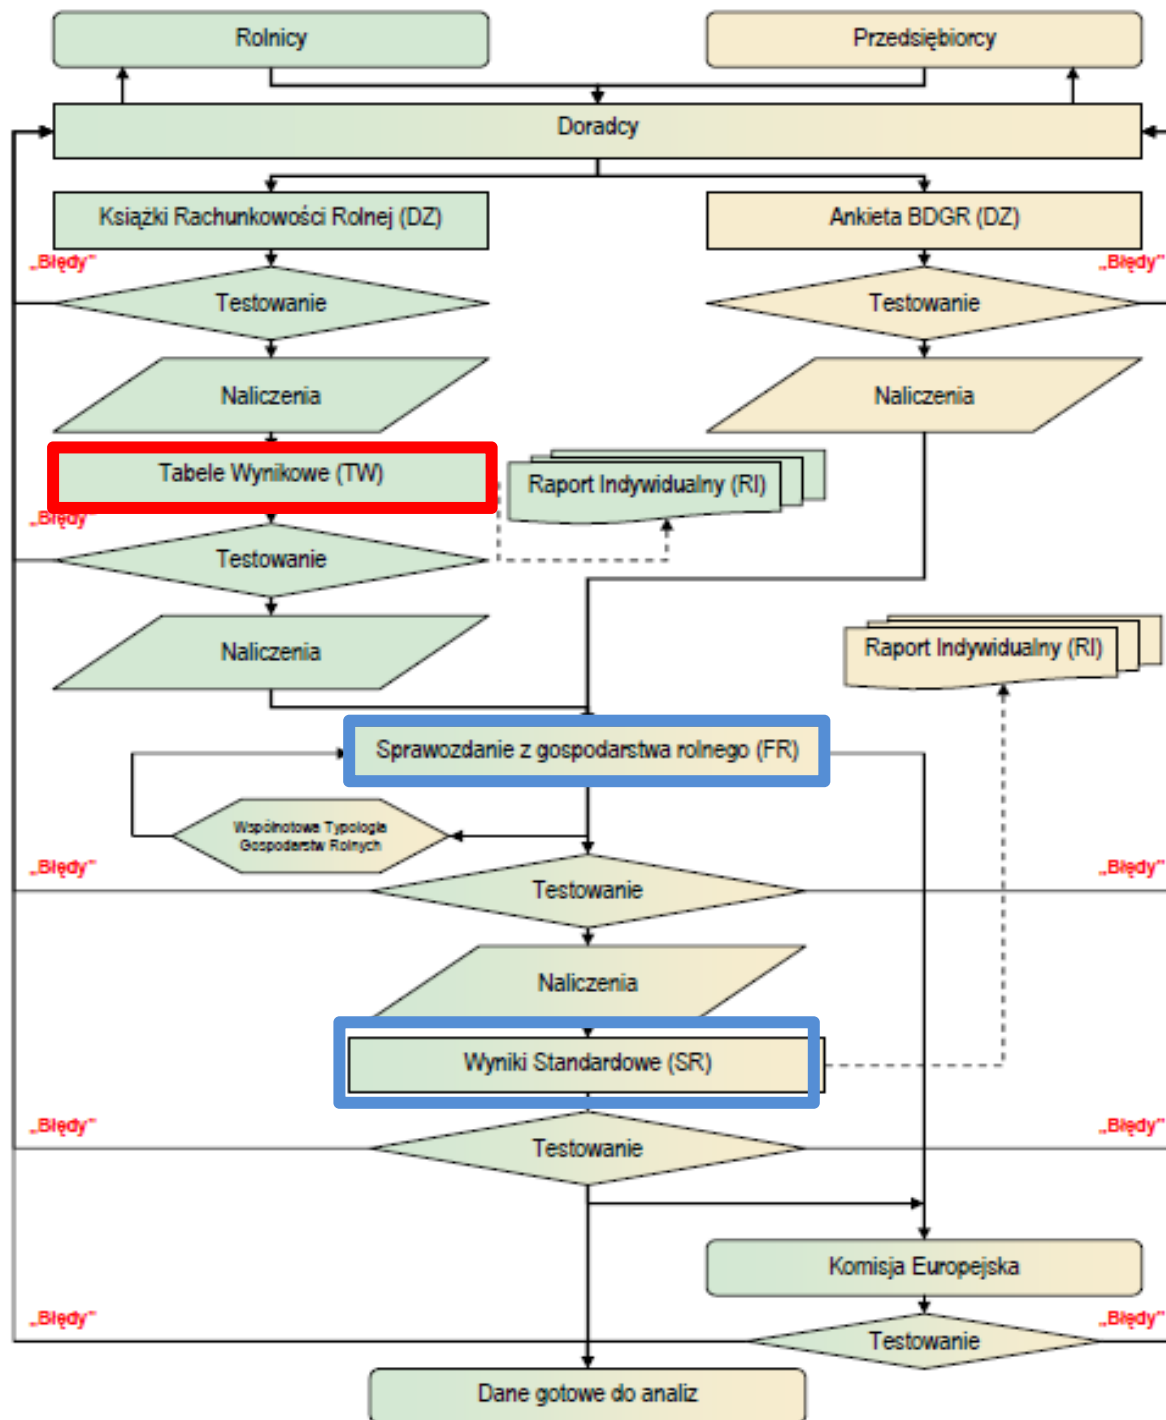 Rolnicy
Przedsiębiorcy
Doradcy
Książki Rachunkowości Rolnej (DZ)
Ankieta BDGR (DZ)
„Błędy”
„Błędy”
Testowanie
Testowanie
Naliczenia
Naliczenia
Tabele Wynikowe (TW)
Raport Indywidualny (RI)
„Błędy”
Testowanie
Naliczenia
Raport Indywidualny (RI)
Sprawozdanie z gospodarstwa rolnego (FR)
Wspólnotowa Typologia
Gospodarstw Rolnych
„Błędy”
„Błędy”
Testowanie
Naliczenia
Wyniki Standardowe (SR)
„Błędy”
„Błędy”
Testowanie
Komisja Europejska
„Błędy”
„Błędy”
Testowanie
Dane gotowe do analiz